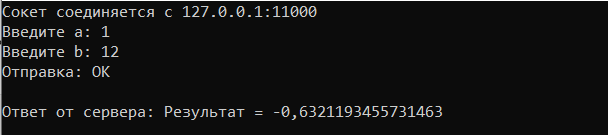 Сокет соединяется с 127.0.0.1:11000
Введите a: 1
Введите b: 12
Отправка: OK
Ответ от сервера: Результат = -0,6321193455731463